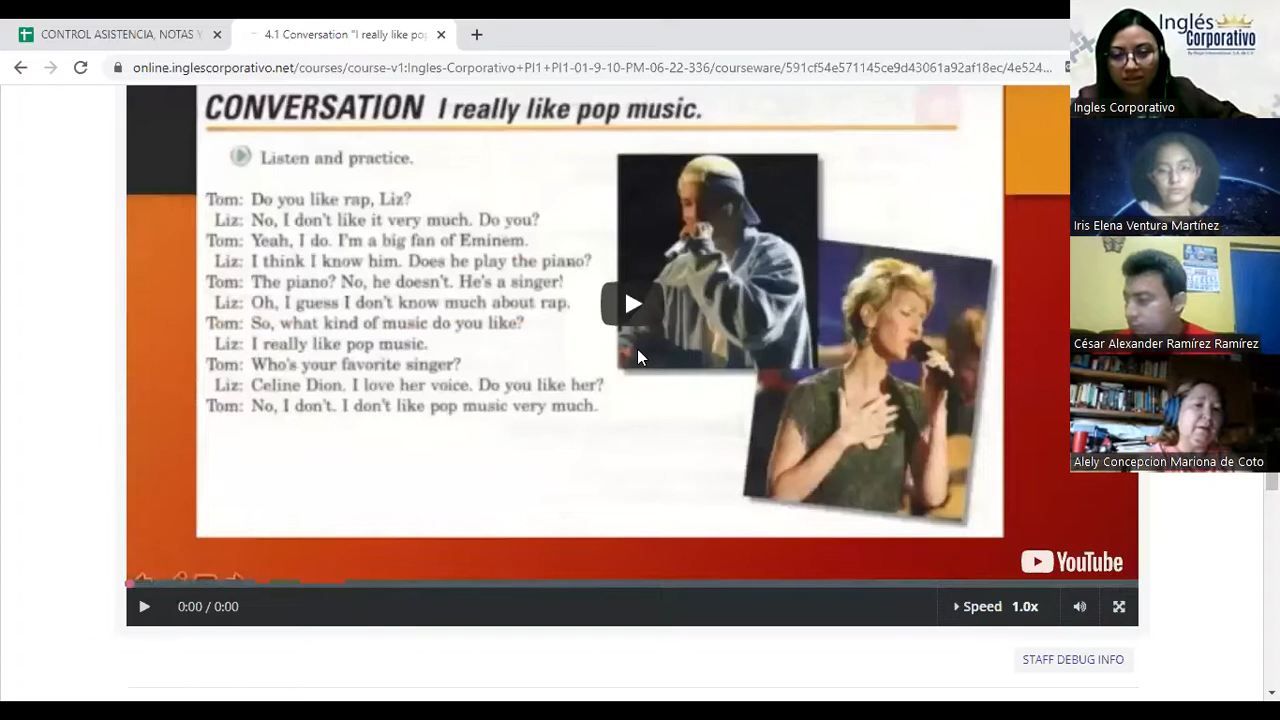 CONTROL ASISTENCIA, NOTAS Y
4.1 Conversation "I really like po
online.inglescorporativo.net/courses/course-v1:Ingles-Corporativo+PI1+PI1-01-9-10-PM-06-22-336/courseware/591cf54e571145ce9d43061a92af18ec/4e524...
CONVERSATION I really like pop music.
Listen and practice.
Tom: Do you like rap, Liz?
Liz: No, I don't like it very much. Do you?
Tom: Yeah, I do. I'm a big fan of Eminem.
Liz: I think I know him. Does he play the piano?
Tom: The piano? No, he doesn't. He's a singer!
Liz: Oh, I guess I don't know much about rap.
Tom: So, what kind of music do you like?
Liz: I really like pop music.
Tom: Who's your favorite singer?
Liz: Celine Dion. I love her voice. Do you like her?
Tom: No, I don't. I don't like pop music very much.
YouTube
0:00 / 0:00
Speed 1.0x
STAFF DEBUG INFO
Inglés
Corporativo
Ingles Corporativo
Iris Elena Ventura Martínez
César Alexander Ramírez Ramírez
Alely Concepcion Mariona de Coto